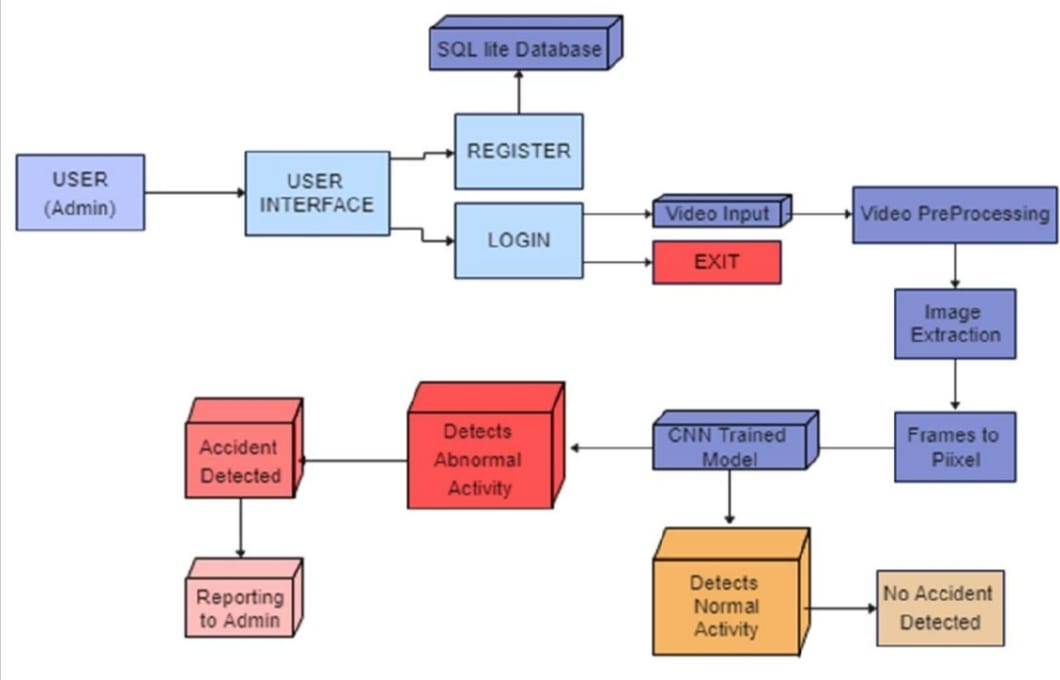 SQL lite Database
REGISTER
USER
(Admin)
USER
INTERFACE
LOGIN
Video Input
Video PreProcessing
EXIT
Image
Extraction
Frames to
Piixel
CNN Trained
Model
Detects
Abnormal
Activity
Accident
Detected
Reporting
to Admin
Detects
Normal
Activity
No Accident
Detected